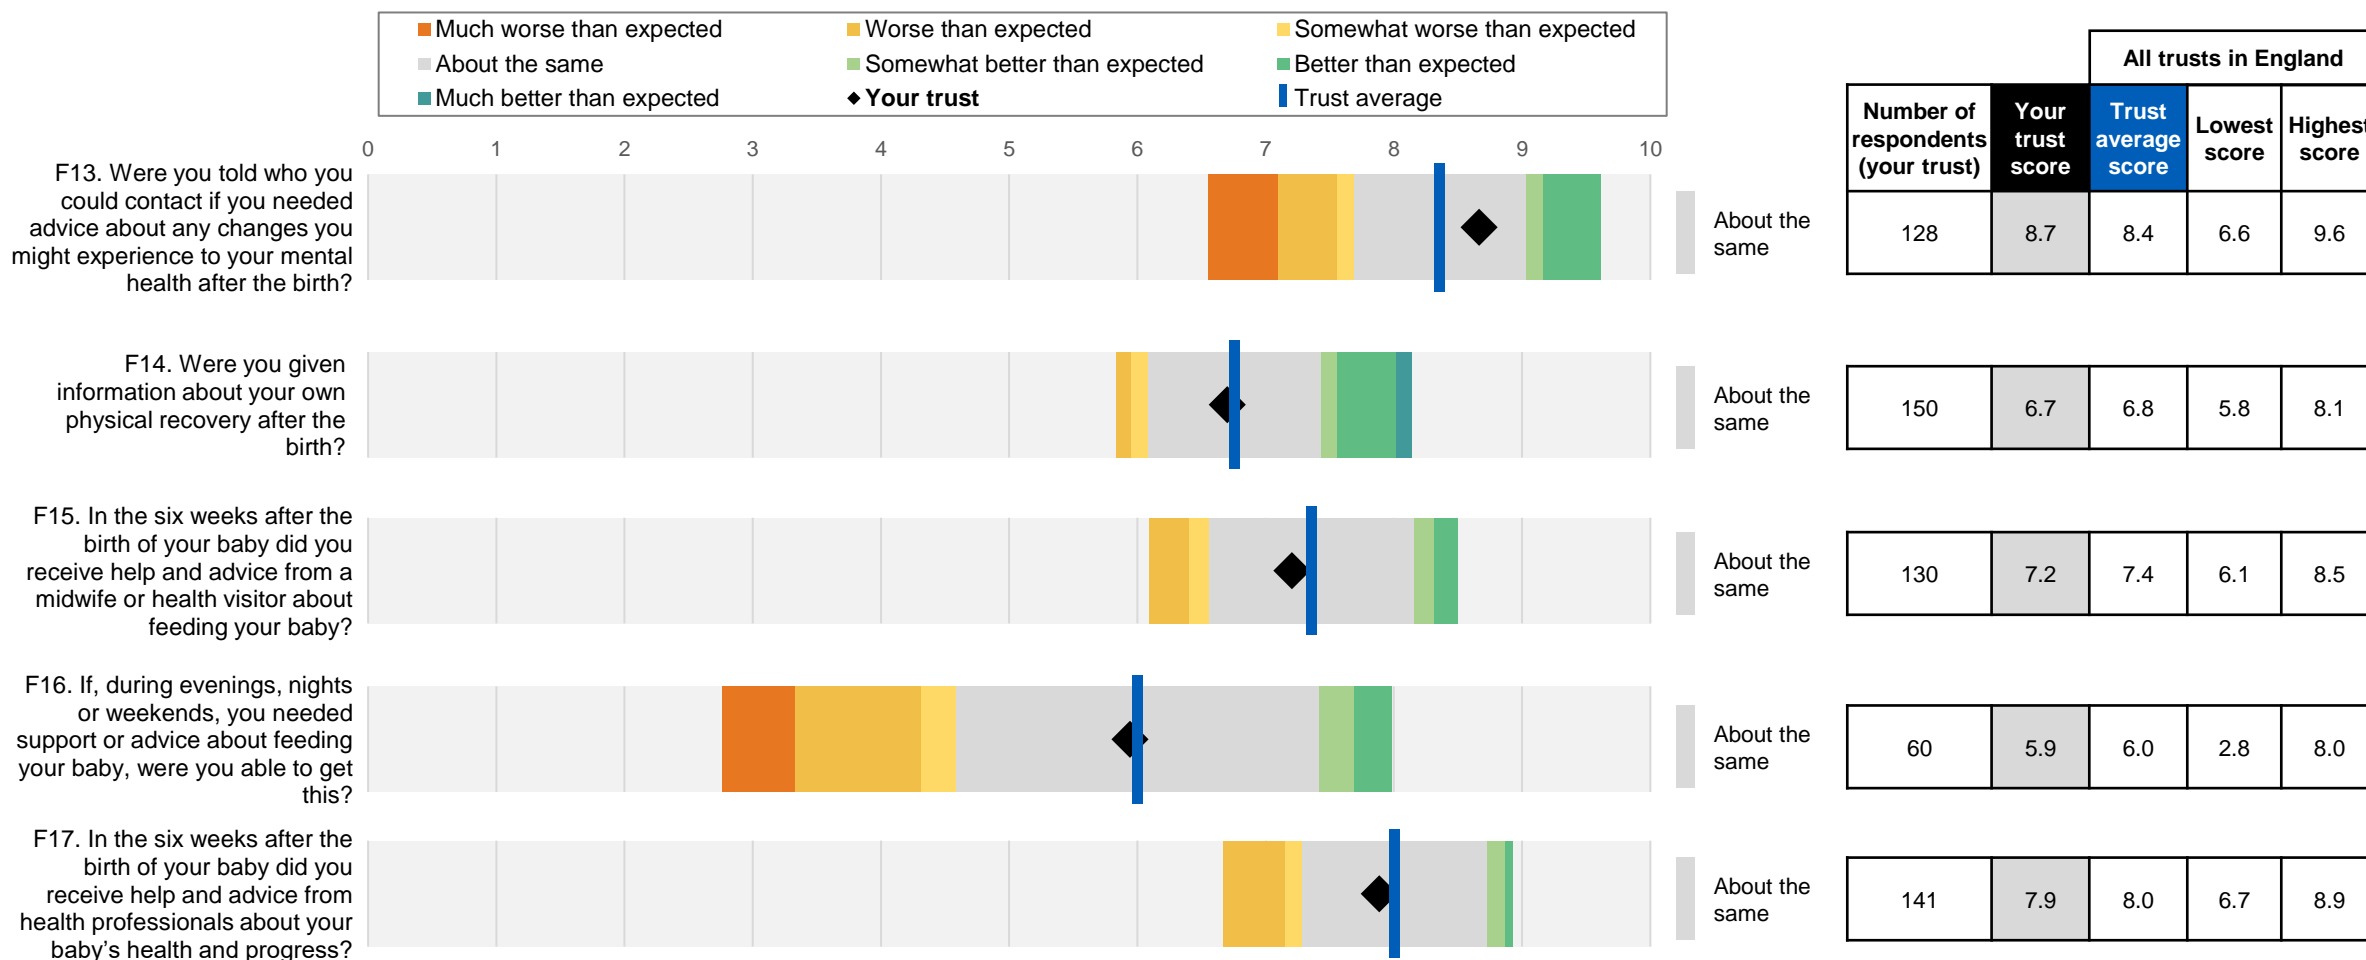 Much worse than expected
Worse than expected
Somewhat worse than expected
About the same
Somewhat better than expected
Better than expected
Much better than expected
Your trust
Trust average
All trusts in England
Number of
respondents
(your trust)
Your
trust
score
Trust
average
score
Lowest
score
Highest
score
0 1 2 3 4 5 6 7 8 9 10
F13. Were you told who you
could contact if you needed
advice about any changes you
might experience to your mental
health after the birth?
About the
same
128 8.7 8.4 6.6 9.6
F14. Were you given
information about your own
physical recovery after the
birth?
About the
same
150 6.7 6.8 5.8 8.1
F15. In the six weeks after the
birth of your baby did you
receive help and advice from a
midwife or health visitor about
feeding your baby?
About the
same
130 7.2 7.4 6.1 8.5
F16. If, during evenings, nights
or weekends, you needed
support or advice about feeding
your baby, were you able to get
this?
About the
same
60 5.9 6.0 2.8 8.0
F17. In the six weeks after the
birth of your baby did you
receive help and advice from
health professionals about your
baby’s health and progress?
About the
same
141 7.9 8.0 6.7 8.9